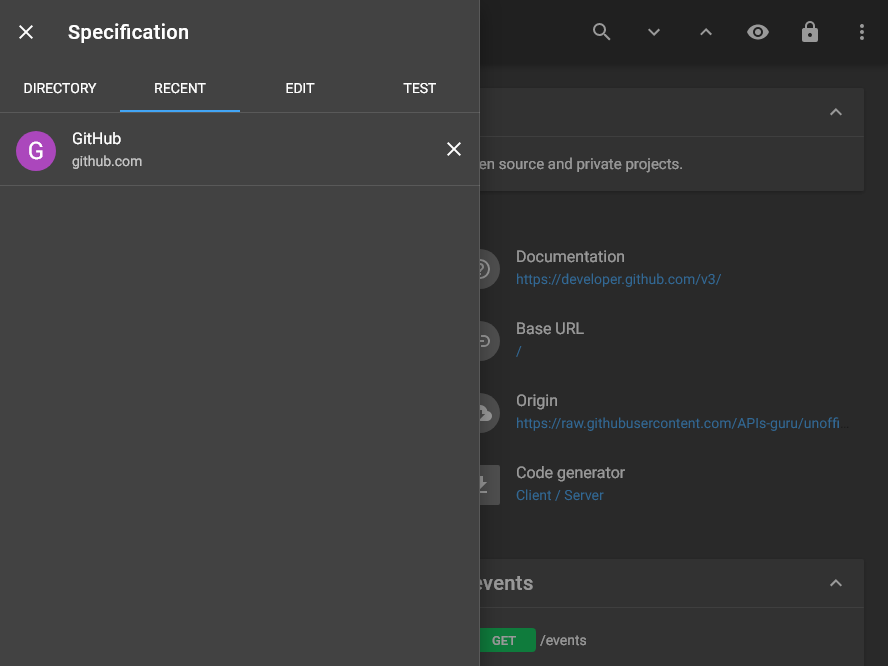 Specification
DIRECTORY
RECENT
EDIT
TEST
G
GitHub
github.com
en source and private projects.
Documentation
https://developer.github.com/v3/
Base URL
/
Origin
https://raw.githubusercontent.com/APIs-guru/unoffi
Code generator
Client / Server
events
GET /events